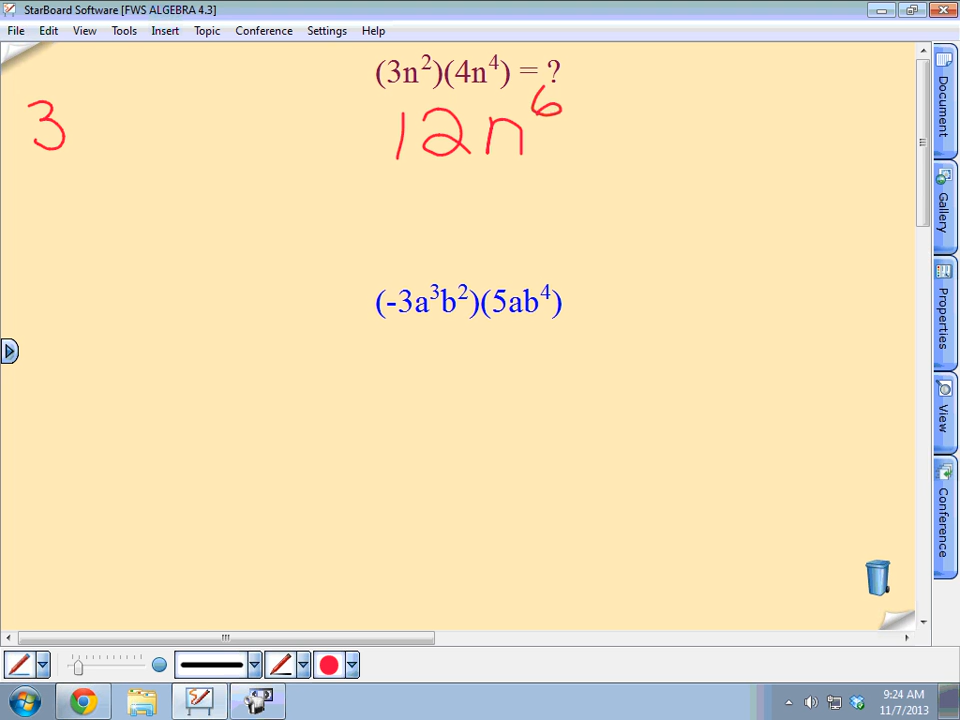 StarBoard Software [FWS ALGEBRA 4.3]
File Edit View Tools Insert Topic Conference Settings Help
(3n²)(4n⁴) = ?
3 12n⁶
(-3a³b²)(5ab⁴)
Document
Gallery
Properties
View
Conference
9:24 AM
11/7/2013